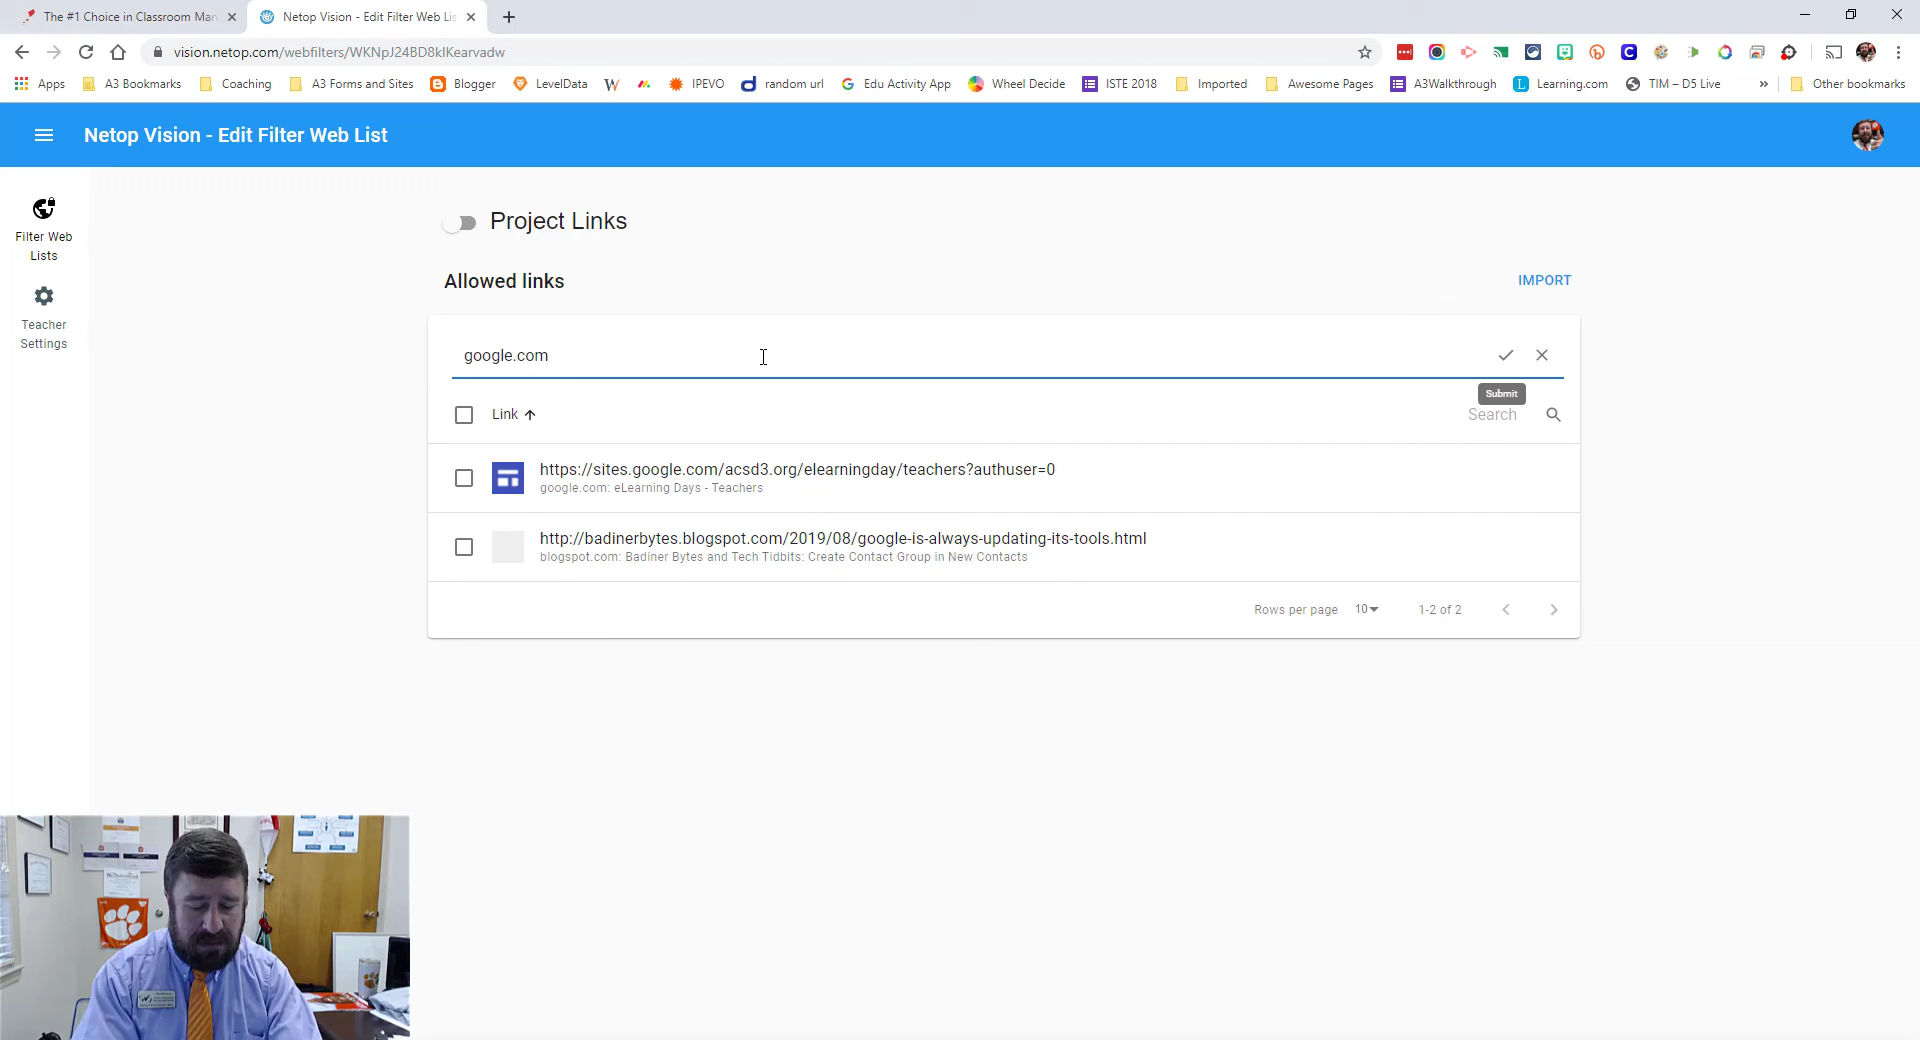 The #1 Choice in Classroom Man
Netop Vision - Edit Filter Web Lis
vision.netop.com/webfilters/WKNpJ24BD8kIKearvadw
Apps
A3 Bookmarks
Coaching
A3 Forms and Sites
Blogger
LevelData
W
IPEVO
random url
Edu Activity App
Wheel Decide
ISTE 2018
Imported
Awesome Pages
A3Walkthrough
Learning.com
TIM – D5 Live
»
Other bookmarks
Netop Vision - Edit Filter Web List
Filter Web
Lists
Teacher
Settings
Project Links
Allowed links
IMPORT
google.com
Submit
Link
Search
https://sites.google.com/acsd3.org/elearningday/teachers?authuser=0
google.com: eLearning Days - Teachers
http://badinerbytes.blogspot.com/2019/08/google-is-always-updating-its-tools.html
blogspot.com: Badiner Bytes and Tech Tidbits: Create Contact Group in New Contacts
Rows per page
10
1-2 of 2